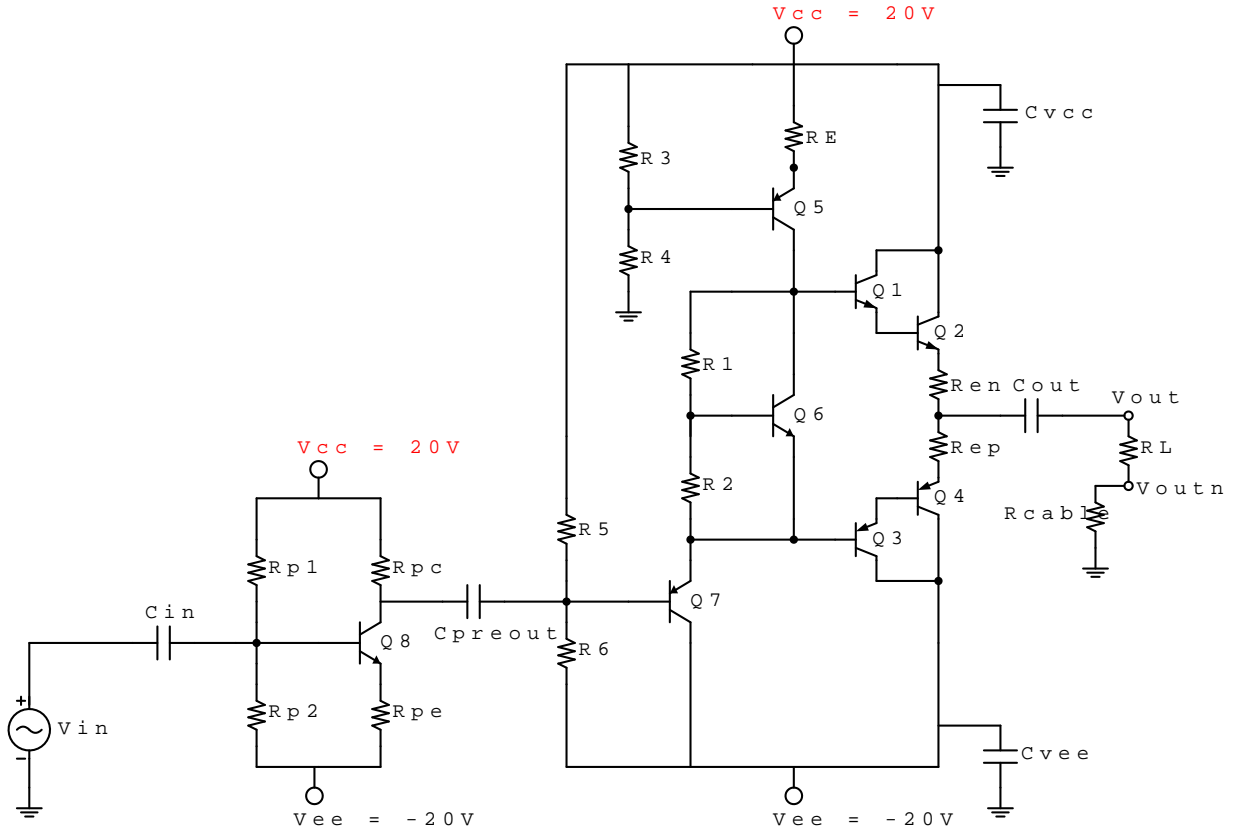 Vcc = 20V
Cvcc
RE
R3
Q5
R4
Q1
Q2
R1
Ren
Cout
Vout
Q6
Rep
RL
Vcc = 20V
R2
Q4
Voutn
Rcable
R5
Q3
Rp1
Rpc
Q7
Cin
Cpreout
Q8
R6
Rp2
Rpe
Vin
Cvee
Vee = -20V
Vee = -20V